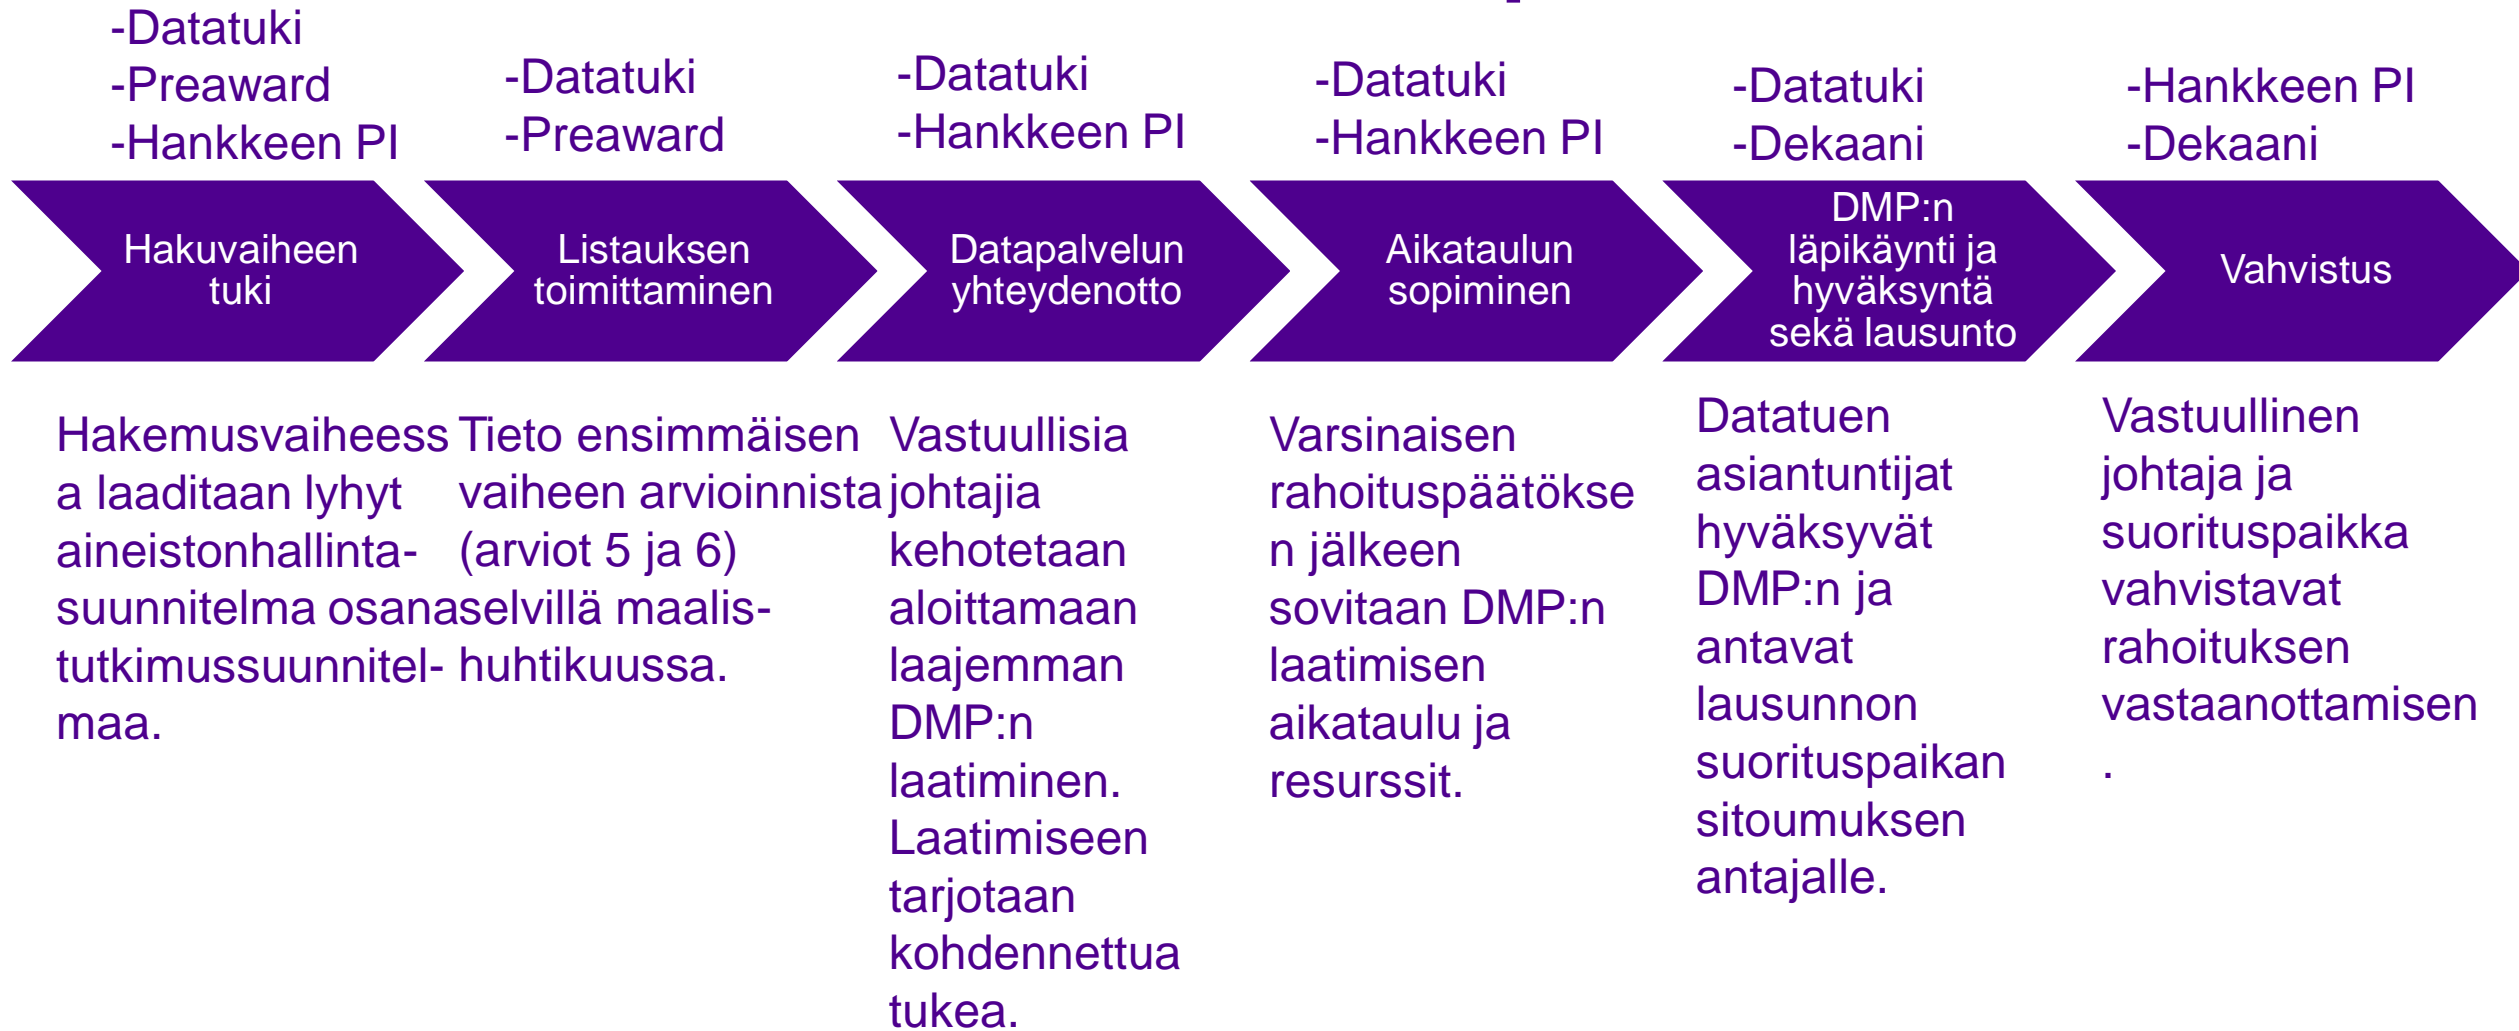 -Datatuki
-Preaward
-Hankkeen PI
-Datatuki
-Preaward
-Datatuki
-Hankkeen PI
-Datatuki
-Hankkeen PI
-Datatuki
-Dekaani
-Hankkeen PI
-Dekaani
Hakuvaiheen
tuki
Listauksen
toimittaminen
Datapalvelun
yhteydenotto
Aikataulun
sopiminen
DMP:n
läpikäynti ja
hyväksyntä
sekä lausunto
Vahvistus
Hakemusvaiheess
a laaditaan lyhyt
aineistonhallinta-
suunnitelma osana
tutkimussuunnitel-
maa.
Tieto ensimmäisen
vaiheen arvioinnista
(arviot 5 ja 6)
selvillä maalis-
huhtikuussa.
Vastuullisia
johtajia
kehotetaan
aloittamaan
laajemman
DMP:n
laatiminen.
Laatimiseen
tarjotaan
kohdennettua
tukea.
Varsinaisen
rahoituspäätökse
n jälkeen
sovitaan DMP:n
laatimisen
aikataulu ja
resurssit.
Datatuen
asiantuntijat
hyväksyvät
DMP:n ja
antavat
lausunnon
suorituspaikan
sitoumuksen
antajalle.
Vastuullinen
johtaja ja
suorituspaikka
vahvistavat
rahoituksen
vastaanottamisen
.